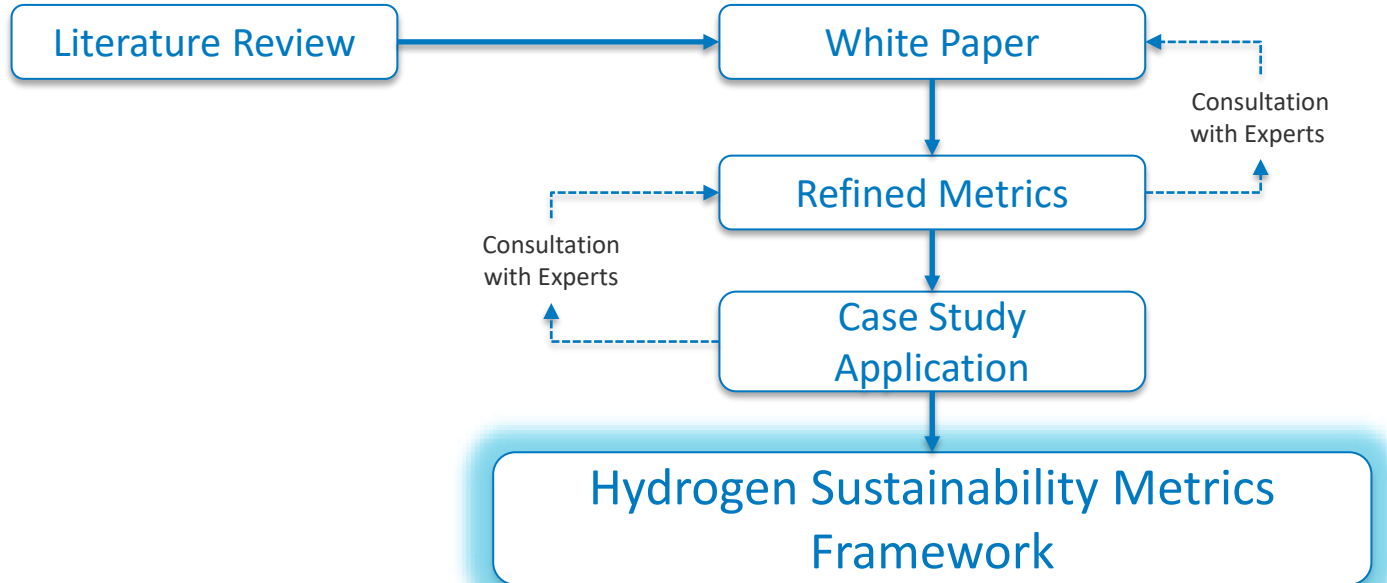 Literature Review
White Paper
Consultation
with Experts
Refined Metrics
Consultation
with Experts
Case Study
Application
Hydrogen Sustainability Metrics
Framework